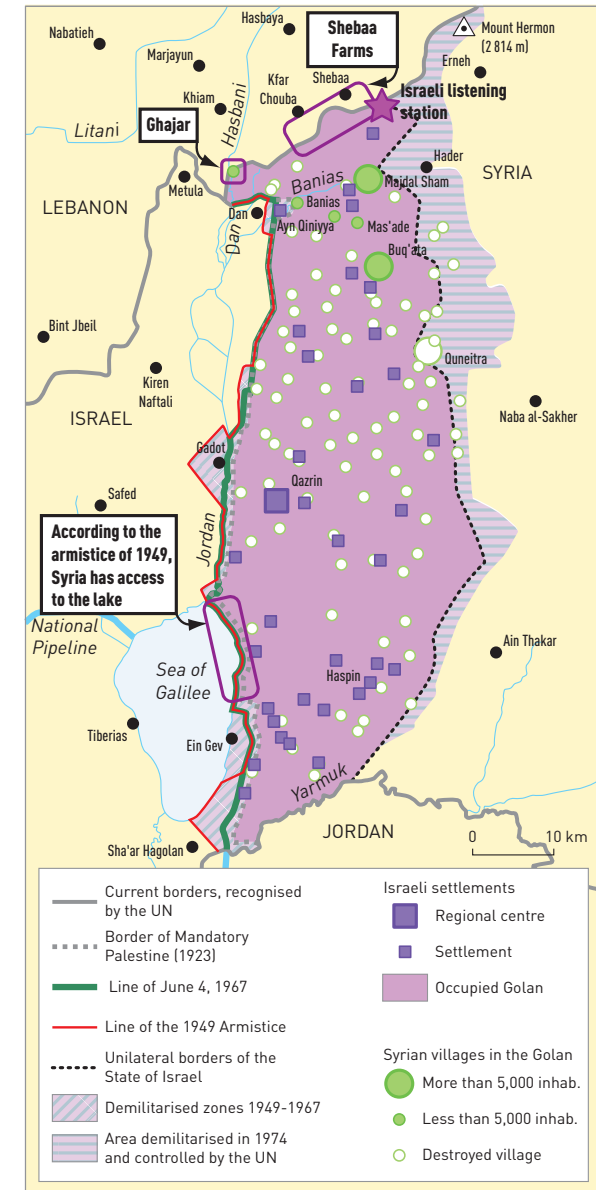 Hasbaya
Nabatieh
Shebaa
Farms
Mount Hermon
(2 814 m)
Marjayun
Erneh
Kfar
Chouba
Shebaa
Khiam
Hasbani
Israeli listening
station
Litani
Ghajar
Hader
SYRIA
Metula
Banias
Majdal Sham
LEBANON
Dan
Banias
Dan
Ayn Qiniyya
Mas'ade
Buq'ata
Bint Jbeil
Quneitra
Kiren
Naftali
Naba al-Sakher
ISRAEL
Gadot
Qazrin
Safed
According to the
armistice of 1949,
Syria has access
to the lake
Jordan
National
Pipeline
Ain Thakar
Sea of
Galilee
Haspin
Tiberias
Ein Gev
Yarmuk
JORDAN
0 10 km
Sha'ar Hagolan
Current borders, recognised
by the UN
Border of Mandatory
Palestine (1923)
Line of June 4, 1967
Line of the 1949 Armistice
Unilateral borders of the
State of Israel
Demilitarised zones 1949-1967
Area demilitarised in 1974
and controlled by the UN
Israeli settlements
Regional centre
Settlement
Occupied Golan
Syrian villages in the Golan
More than 5,000 inhab.
Less than 5,000 inhab.
Destroyed village